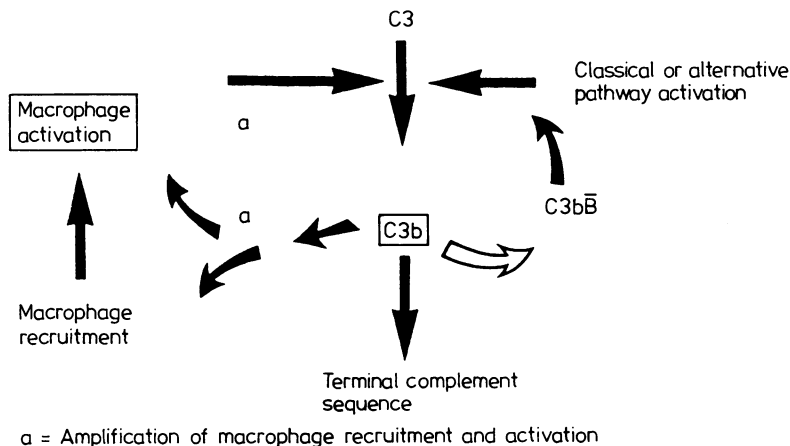 C3
Classical or alternative
pathway activation
Macrophage
activation
a
C3bB̅
a
C3b
Macrophage
recruitment
Terminal complement
sequence
a = Amplification of macrophage recruitment and activation